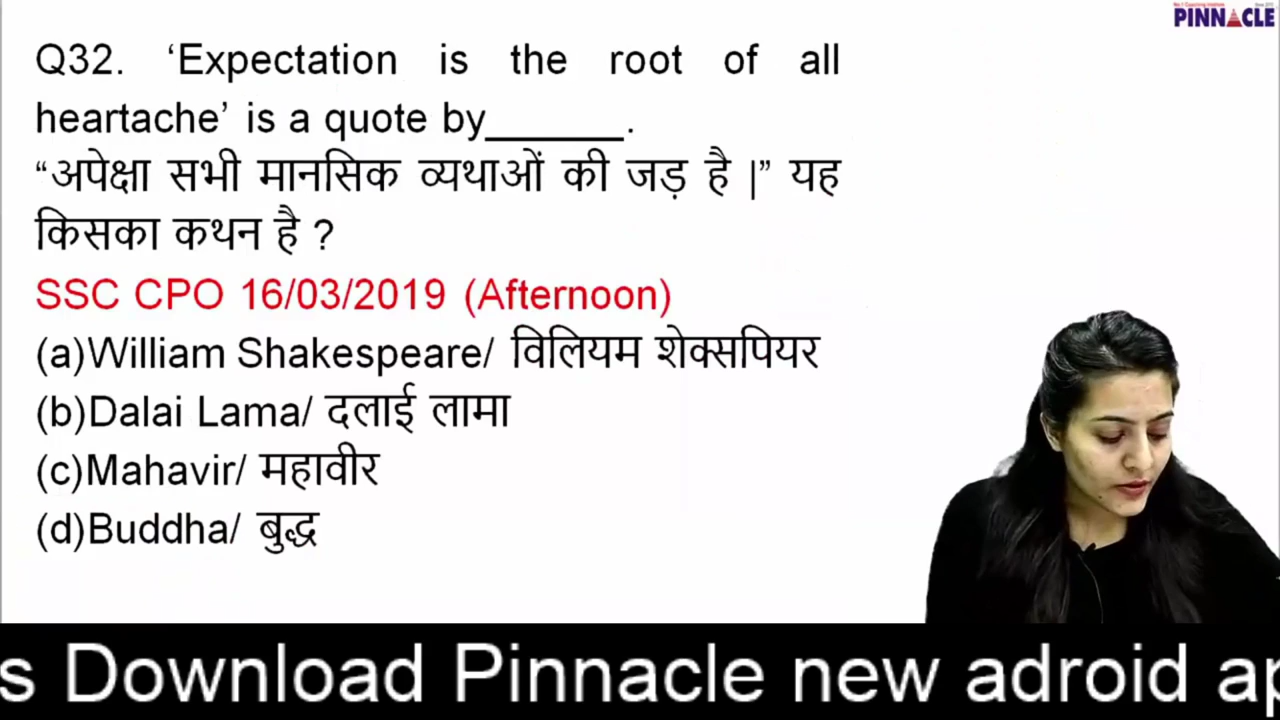 PINNACLE
Q32. ‘Expectation is the root of all
heartache’ is a quote by______.
“अपेक्षा सभी मानसिक व्यथाओं की जड़ है |” यह
किसका कथन है ?
SSC CPO 16/03/2019 (Afternoon)
(a)William Shakespeare/ विलियम शेक्सपियर
(b)Dalai Lama/ दलाई लामा
(c)Mahavir/ महावीर
(d)Buddha/ बुद्ध
s Download Pinnacle new adroid ap